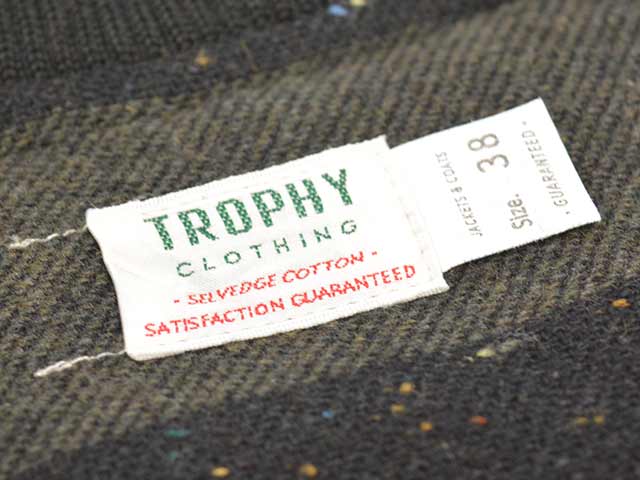 TROPHY
CLOTHING
- SELVEDGE COTTON -
SATISFACTION GUARANTEED
JACKETS & COATS
Size. 38
- GUARANTEED -